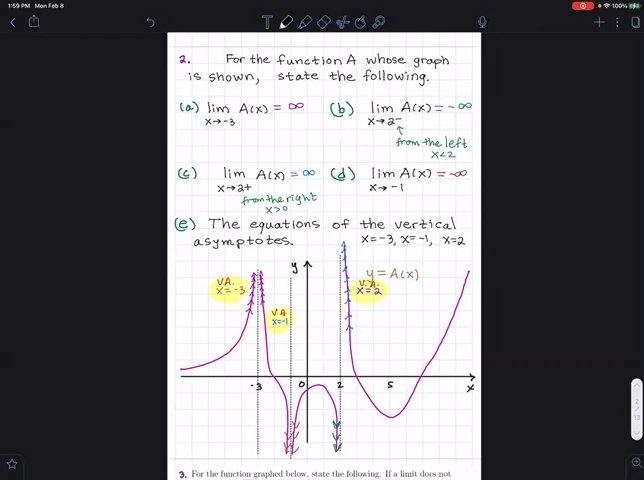 1:59 PM Mon Feb 8
2. For the function A whose graph
is shown, state the following.
(a) lim A(x) = ∞ (b) lim A(x) = -∞
x→-3 x→2-
from the left
x<2
(c) lim A(x) = ∞ (d) lim A(x) = -∞
x→2+ x→-1
from the right
x>0
(e) The equations of the vertical
asymptotes. x=-3, x=-1, x=2
y y = A(x)
V.A. V.A.
x=-3 x=2
V.A
x=-1
-3 0 2 5 x
3. For the function graphed below, state the following. If a limit does not
2
13